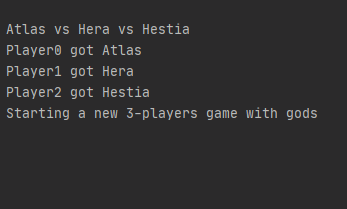 Atlas vs Hera vs Hestia
Player0 got Atlas
Player1 got Hera
Player2 got Hestia
Starting a new 3-players game with gods